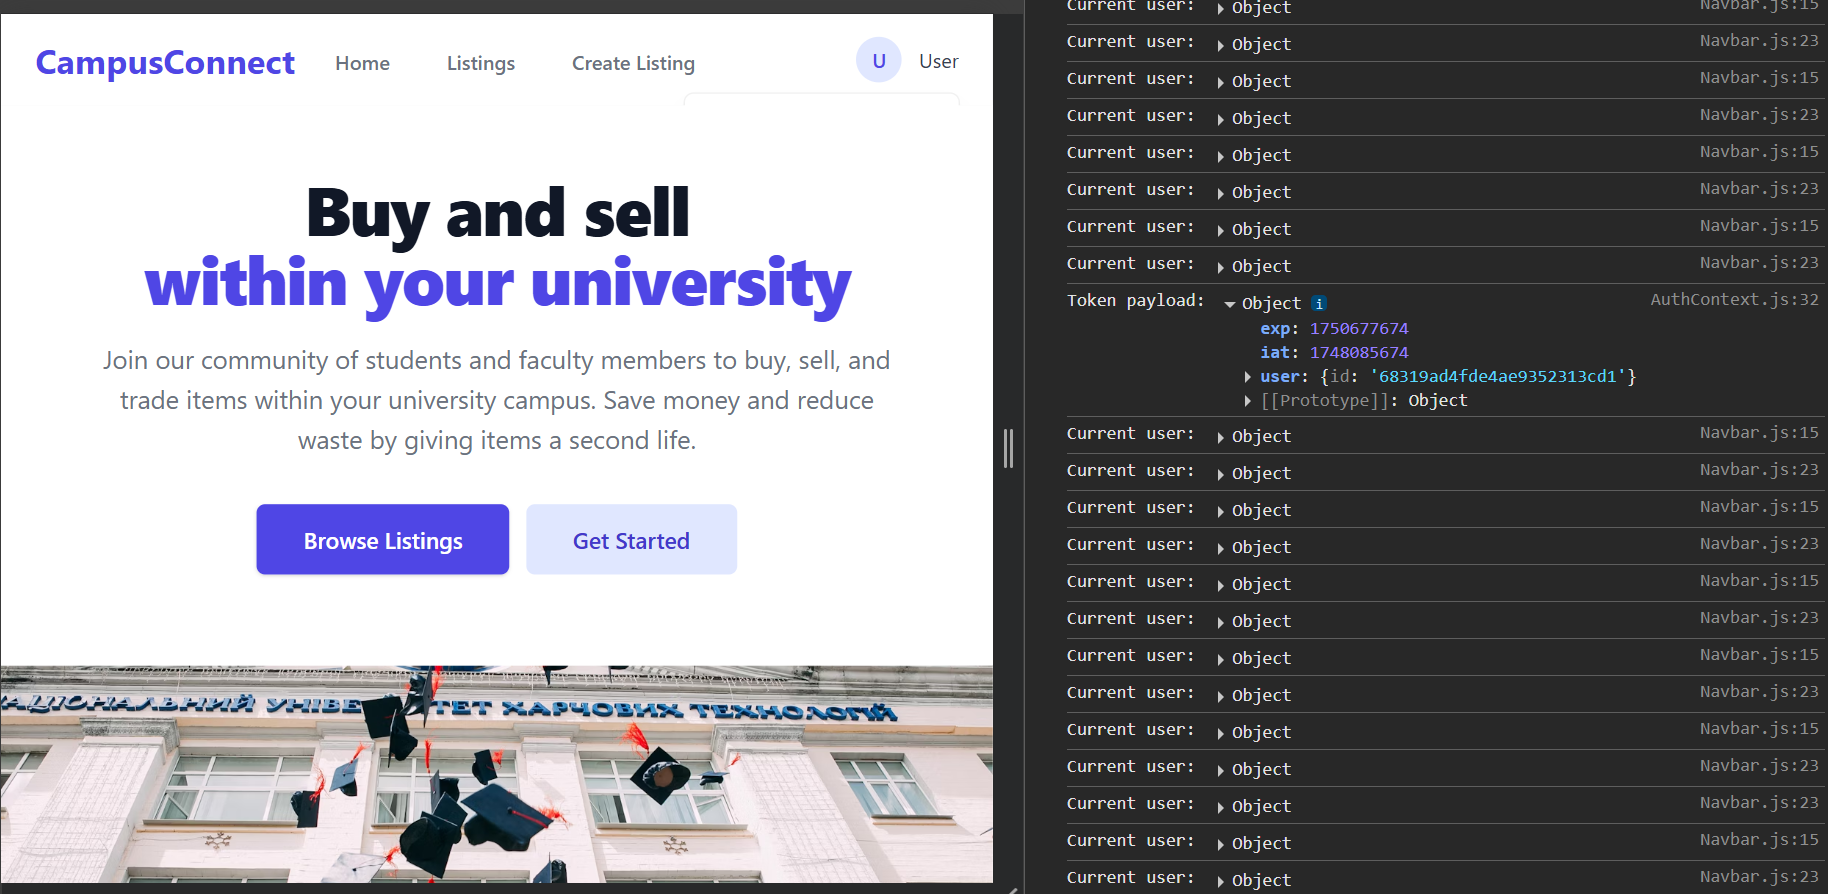 CampusConnect Home Listings Create Listing U User
Buy and sell
within your university
Join our community of students and faculty members to buy, sell, and
trade items within your university campus. Save money and reduce
waste by giving items a second life.
Browse Listings Get Started
ТЕТ ХАРЧОВИХ ТЕХНОЛОГІЙ
Current user: Object Navbar.js:15
Current user: Object Navbar.js:23
Current user: Object Navbar.js:15
Current user: Object Navbar.js:23
Current user: Object Navbar.js:15
Current user: Object Navbar.js:23
Current user: Object Navbar.js:15
Current user: Object Navbar.js:23
Token payload: Object i AuthContext.js:32
exp: 1750677674
iat: 1748085674
user: {id: '68319ad4fde4ae9352313cd1'}
[[Prototype]]: Object
Current user: Object Navbar.js:15
Current user: Object Navbar.js:23
Current user: Object Navbar.js:15
Current user: Object Navbar.js:23
Current user: Object Navbar.js:15
Current user: Object Navbar.js:23
Current user: Object Navbar.js:15
Current user: Object Navbar.js:23
Current user: Object Navbar.js:15
Current user: Object Navbar.js:23
Current user: Object Navbar.js:23
Current user: Object Navbar.js:15
Current user: Object Navbar.js:23